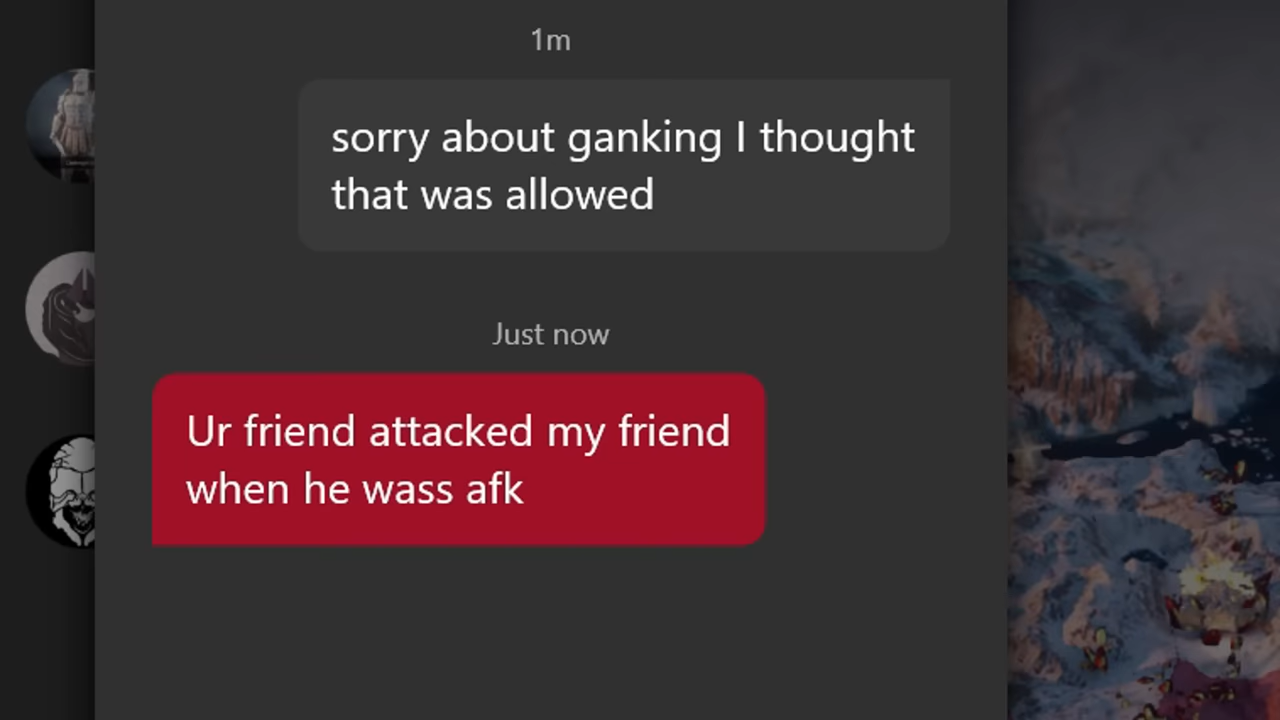 1m
sorry about ganking I thought
that was allowed
Just now
Ur friend attacked my friend
when he wass afk